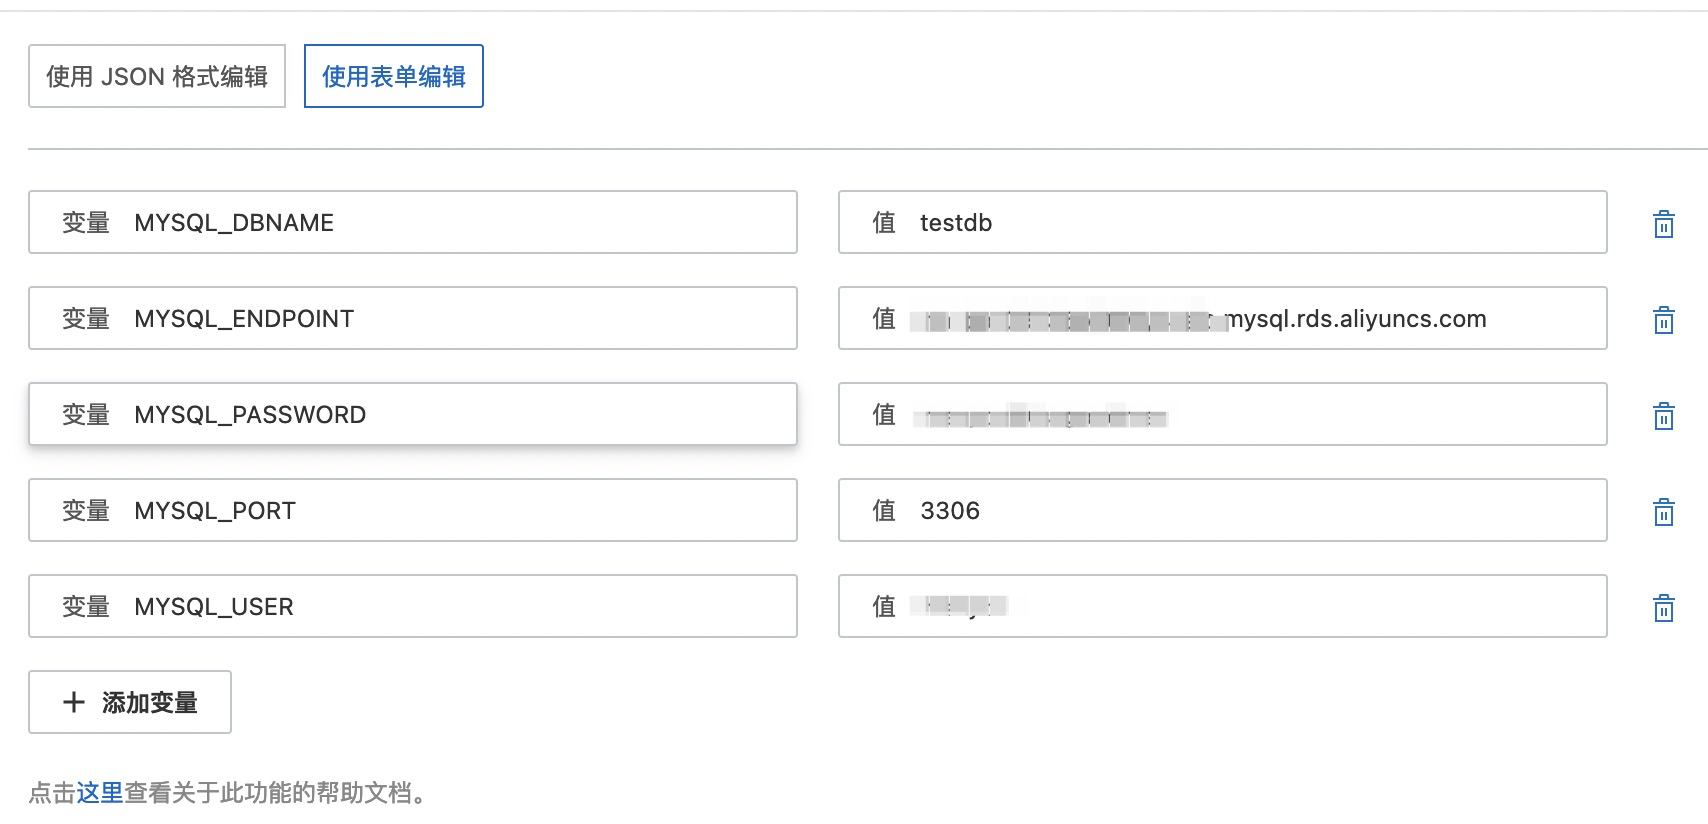 使用 JSON 格式编辑 使用表单编辑
变量 MYSQL_DBNAME 值 testdb
变量 MYSQL_ENDPOINT 值 mysql.rds.aliyuncs.com
变量 MYSQL_PASSWORD 值
变量 MYSQL_PORT 值 3306
变量 MYSQL_USER 值
添加变量
点击这里查看关于此功能的帮助文档。